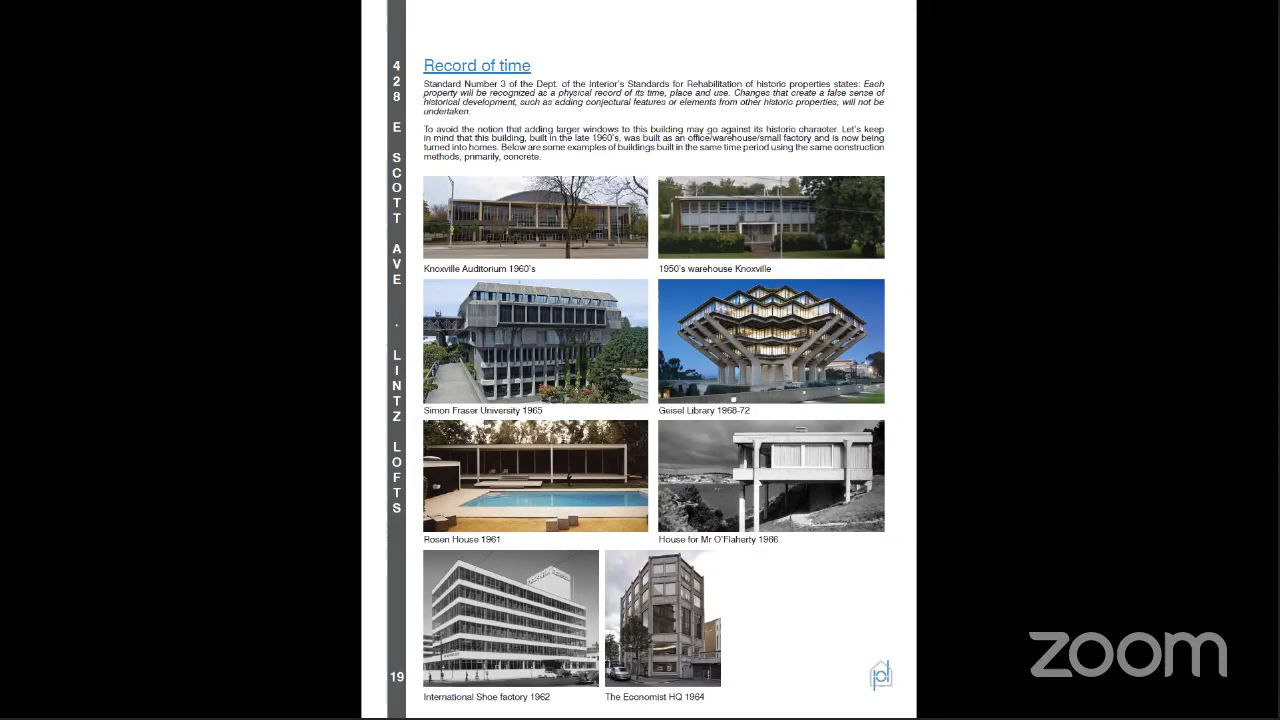 428 E SCOTT AVE . LINTZ LOFTS
Record of time
Standard Number 3 of the Dept. of the Interior's Standards for Rehabilitation of historic properties states: Each
property will be recognized as a physical record of its time, place and use. Changes that create a false sense of
historical development, such as adding conjectural features or elements from other historic properties, will not be
undertaken.
To avoid the notion that adding larger windows to this building may go against its historic character. Let's keep
in mind that this building, built in the late 1960's, was built as an office/warehouse/small factory and is now being
turned into homes. Below are some examples of buildings built in the same time period using the same construction
methods, primarily, concrete.
Knoxville Auditorium 1960's
1950's warehouse Knoxville
Simon Fraser University 1965
Geisel Library 1968-72
Rosen House 1961
House for Mr O'Flaherty 1966
International Shoe factory 1962
The Economist HQ 1964
19
zoom